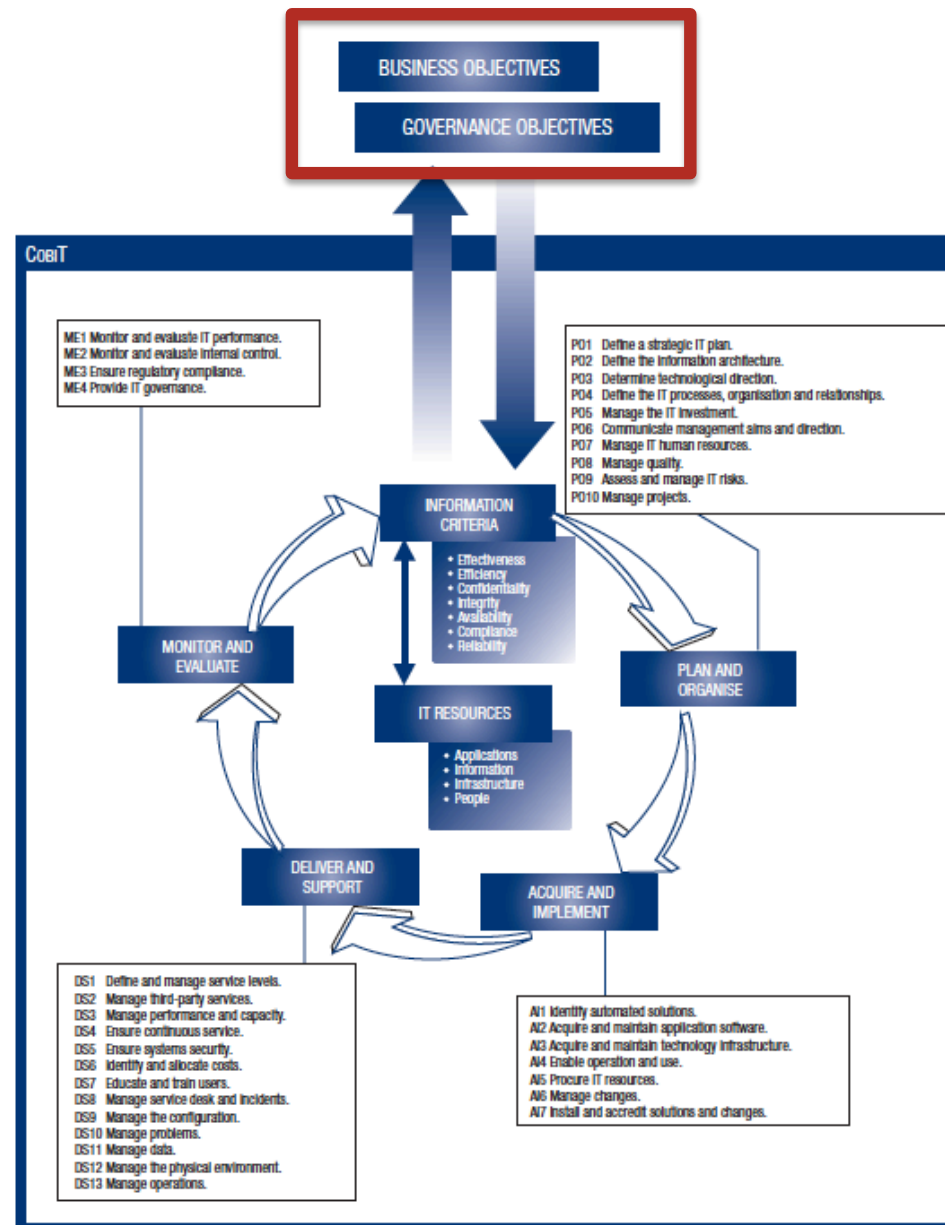 BUSINESS OBJECTIVES
GOVERNANCE OBJECTIVES
COBIT
ME1 Monitor and evaluate IT performance.
ME2 Monitor and evaluate internal control.
ME3 Ensure regulatory compliance.
ME4 Provide IT governance.
PO1 Define a strategic IT plan.
PO2 Define the information architecture.
PO3 Determine technological direction.
PO4 Define the IT processes, organisation and relationships.
PO5 Manage the IT investment.
PO6 Communicate management aims and direction.
PO7 Manage IT human resources.
PO8 Manage quality.
PO9 Assess and manage IT risks.
PO10 Manage projects.
INFORMATION
CRITERIA
• Effectiveness
• Efficiency
• Confidentiality
• Integrity
• Availability
• Compliance
• Reliability
MONITOR AND
EVALUATE
PLAN AND
ORGANISE
IT RESOURCES
• Applications
• Information
• Infrastructure
• People
DELIVER AND
SUPPORT
ACQUIRE AND
IMPLEMENT
DS1 Define and manage service levels.
DS2 Manage third-party services.
DS3 Manage performance and capacity.
DS4 Ensure continuous service.
DS5 Ensure systems security.
DS6 Identify and allocate costs.
DS7 Educate and train users.
DS8 Manage service desk and incidents.
DS9 Manage the configuration.
DS10 Manage problems.
DS11 Manage data.
DS12 Manage the physical environment.
DS13 Manage operations.
AI1 Identify automated solutions.
AI2 Acquire and maintain application software.
AI3 Acquire and maintain technology infrastructure.
AI4 Enable operation and use.
AI5 Procure IT resources.
AI6 Manage changes.
AI7 Install and accredit solutions and changes.